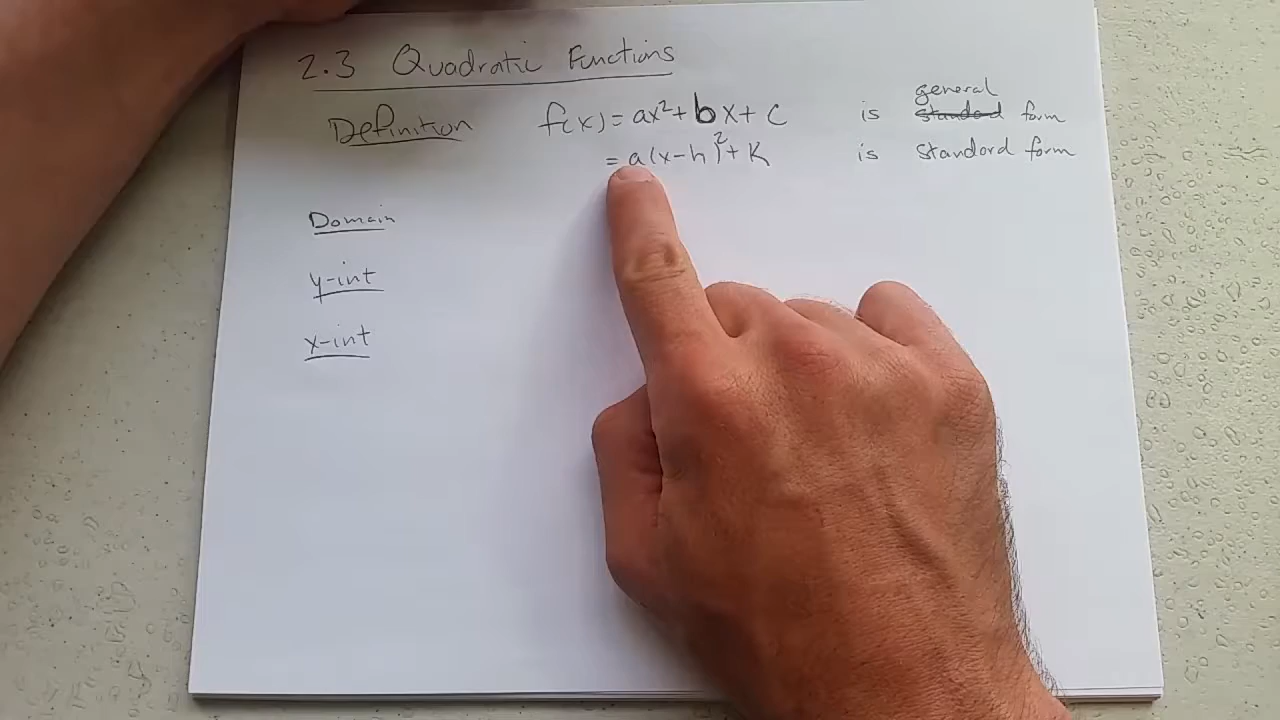 2.3 Quadratic Functions
Definition f(x) = ax² + bx + c is standard general form
= a(x-h)² + k is standard form
Domain
y-int
x-int